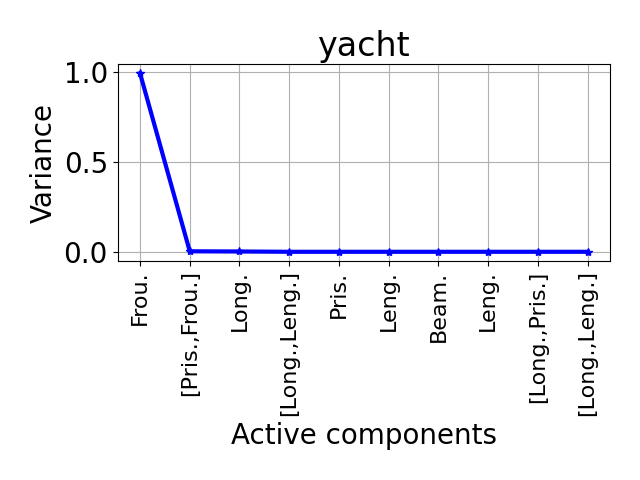 yacht
Variance
1.0
0.5
0.0
Frou.
[Pris.,Frou.]
Long.
[Long.,Leng.]
Pris.
Leng.
Beam.
Leng.
[Long.,Pris.]
[Long.,Leng.]
Active components